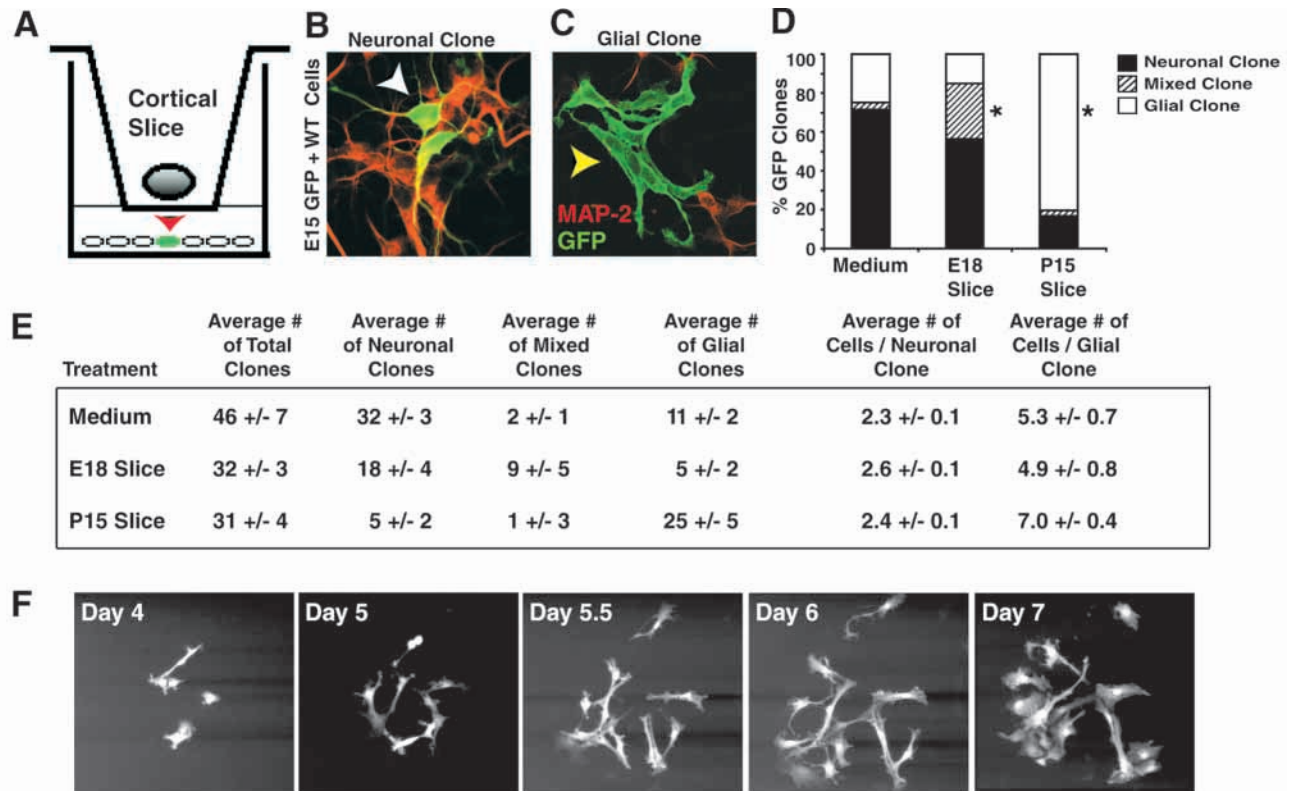 A
Cortical
Slice
B
Neuronal Clone
E15 GFP + WT Cells
C
Glial Clone
MAP-2
GFP
D
% GFP Clones
100
80
60
40
20
0
*
*
Medium
E18
Slice
P15
Slice
Neuronal Clone
Mixed Clone
Glial Clone
E
Treatment
Average #
of Total
Clones
Average #
of Neuronal
Clones
Average #
of Mixed
Clones
Average #
of Glial
Clones
Average # of
Cells / Neuronal
Clone
Average # of
Cells / Glial
Clone
Medium 46 +/- 7 32 +/- 3 2 +/- 1 11 +/- 2 2.3 +/- 0.1 5.3 +/- 0.7
E18 Slice 32 +/- 3 18 +/- 4 9 +/- 5 5 +/- 2 2.6 +/- 0.1 4.9 +/- 0.8
P15 Slice 31 +/- 4 5 +/- 2 1 +/- 3 25 +/- 5 2.4 +/- 0.1 7.0 +/- 0.4
F
Day 4
Day 5
Day 5.5
Day 6
Day 7